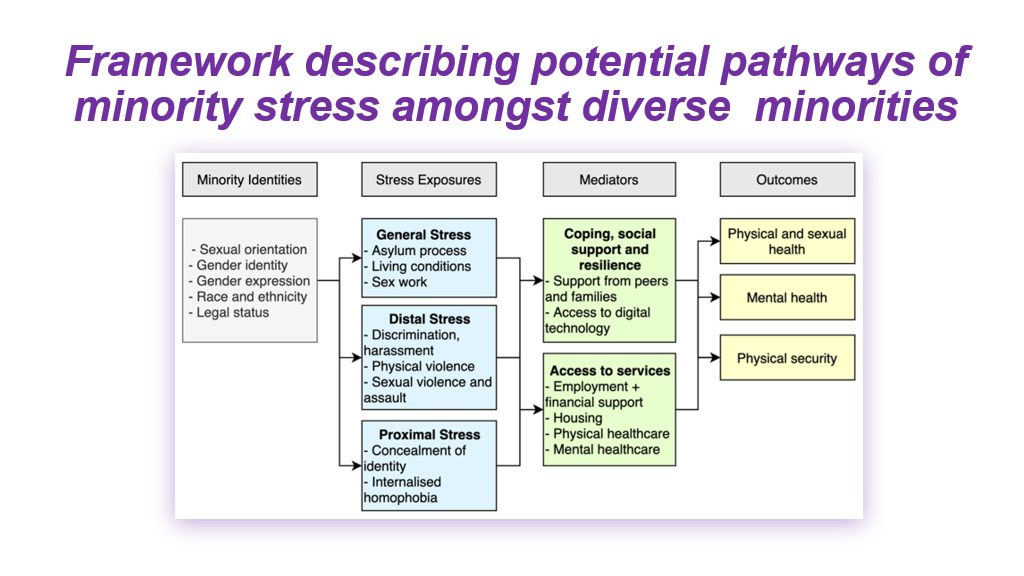 Framework describing potential pathways of
minority stress amongst diverse  minorities
Minority Identities
- Sexual orientation
- Gender identity
- Gender expression
- Race and ethnicity
- Legal status
Stress Exposures
General Stress
- Asylum process
- Living conditions
- Sex work
Distal Stress
- Discrimination,
harassment
- Physical violence
- Sexual violence and
assault
Proximal Stress
- Concealment of
identity
- Internalised
homophobia
Mediators
Coping, social
support and
resilience
- Support from peers
and families
- Access to digital
technology
Access to services
- Employment +
financial support
- Housing
- Physical healthcare
- Mental healthcare
Outcomes
Physical and sexual
health
Mental health
Physical security